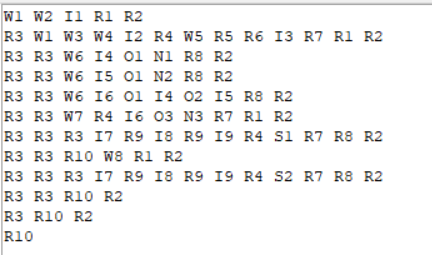 W1 W2 I1 R1 R2
R3 W1 W3 W4 I2 R4 W5 R5 R6 I3 R7 R1 R2
R3 R3 W6 I4 O1 N1 R8 R2
R3 R3 W6 I5 O1 N2 R8 R2
R3 R3 W6 I6 O1 I4 O2 I5 R8 R2
R3 R3 W7 R4 I6 O3 N3 R7 R1 R2
R3 R3 R3 I7 R9 I8 R9 I9 R4 S1 R7 R8 R2
R3 R3 R10 W8 R1 R2
R3 R3 R3 I7 R9 I8 R9 I9 R4 S2 R7 R8 R2
R3 R3 R10 R2
R3 R10 R2
R10